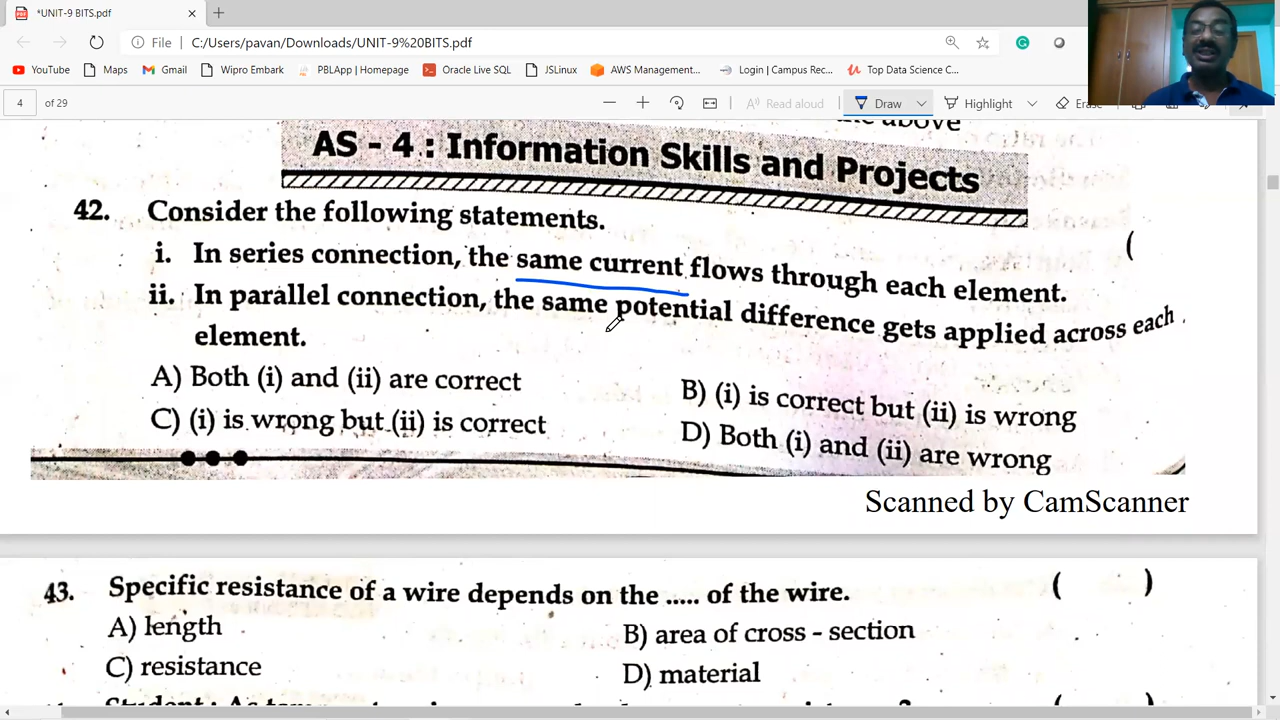 *UNIT-9 BITS.pdf
File C:/Users/pavan/Downloads/UNIT-9%20BITS.pdf
YouTube Maps Gmail Wipro Embark PBLApp | Homepage Oracle Live SQL JSLinux AWS Management... Login | Campus Rec... Top Data Science C...
4 of 29 Read aloud Draw Highlight Erase
the above
AS - 4 : Information Skills and Projects
42. Consider the following statements. (
i. In series connection, the same current flows through each element.
ii. In parallel connection, the same potential difference gets applied across each
element.
A) Both (i) and (ii) are correct B) (i) is correct but (ii) is wrong
C) (i) is wrong but (ii) is correct D) Both (i) and (ii) are wrong
Scanned by CamScanner
43. Specific resistance of a wire depends on the ..... of the wire. ( )
A) length B) area of cross - section
C) resistance D) material